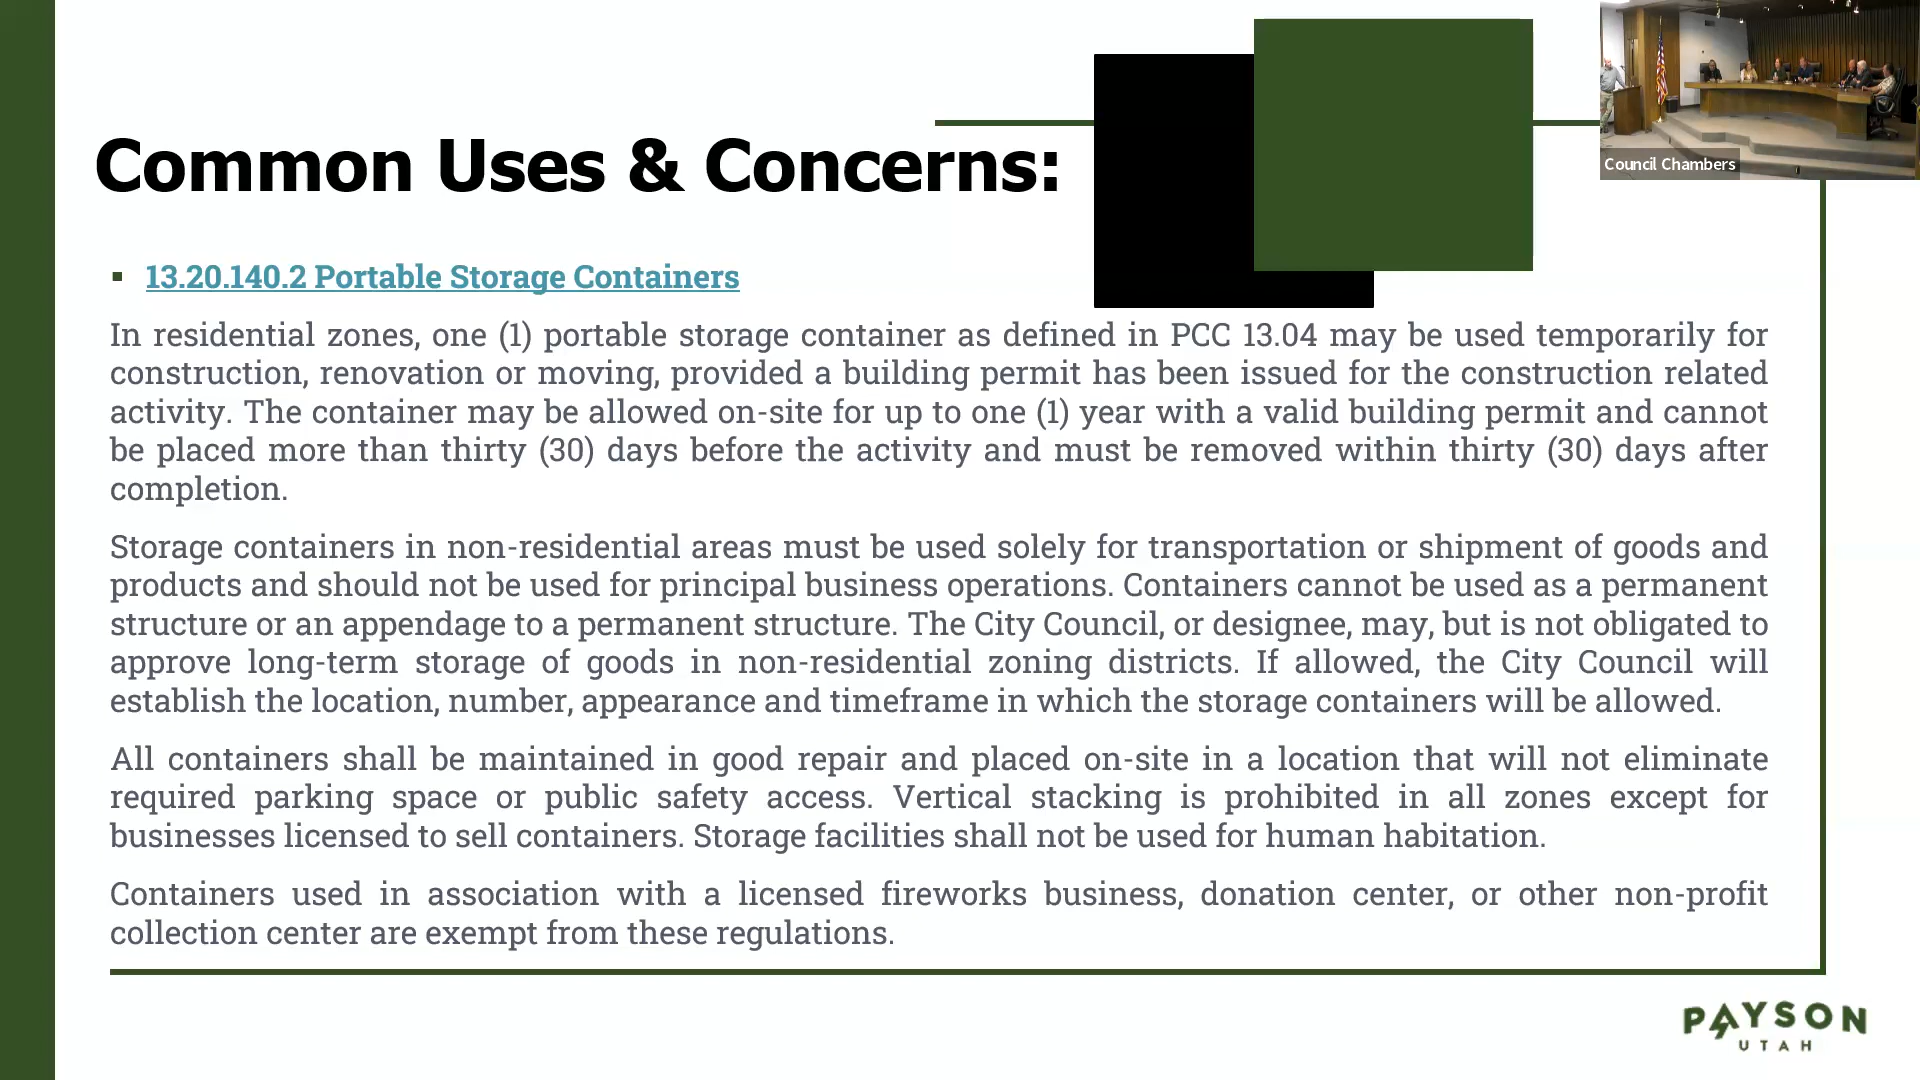 Council Chambers
Common Uses & Concerns:
13.20.140.2 Portable Storage Containers
In residential zones, one (1) portable storage container as defined in PCC 13.04 may be used temporarily for
construction, renovation or moving, provided a building permit has been issued for the construction related
activity. The container may be allowed on-site for up to one (1) year with a valid building permit and cannot
be placed more than thirty (30) days before the activity and must be removed within thirty (30) days after
completion.
Storage containers in non-residential areas must be used solely for transportation or shipment of goods and
products and should not be used for principal business operations. Containers cannot be used as a permanent
structure or an appendage to a permanent structure. The City Council, or designee, may, but is not obligated to
approve long-term storage of goods in non-residential zoning districts. If allowed, the City Council will
establish the location, number, appearance and timeframe in which the storage containers will be allowed.
All containers shall be maintained in good repair and placed on-site in a location that will not eliminate
required parking space or public safety access. Vertical stacking is prohibited in all zones except for
businesses licensed to sell containers. Storage facilities shall not be used for human habitation.
Containers used in association with a licensed fireworks business, donation center, or other non-profit
collection center are exempt from these regulations.
PAYSON
UTAH